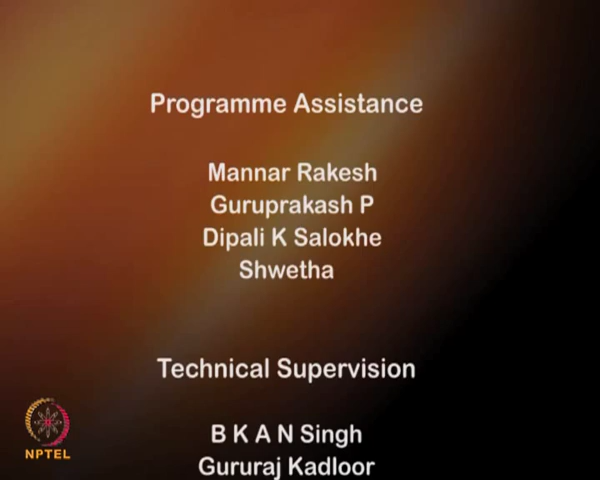 Programme Assistance
Mannar Rakesh
Guruprakash P
Dipali K Salokhe
Shwetha
Technical Supervision
B K A N Singh
Gururaj Kadloor
NPTEL